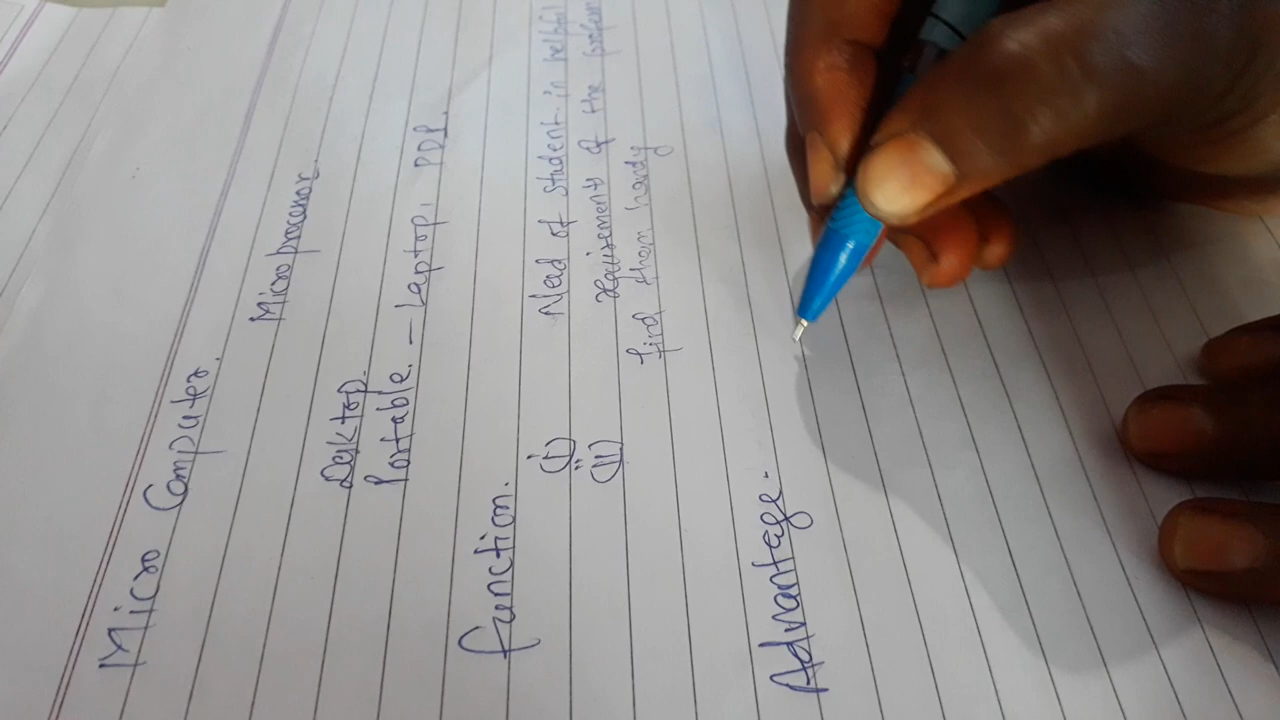 Micro Computer.
Microprocessor
Desktop.
Portable. – Laptop, PDP.
function.
(i) Need of student in helpful
(ii) requirements of the
find them handy
Advantage.